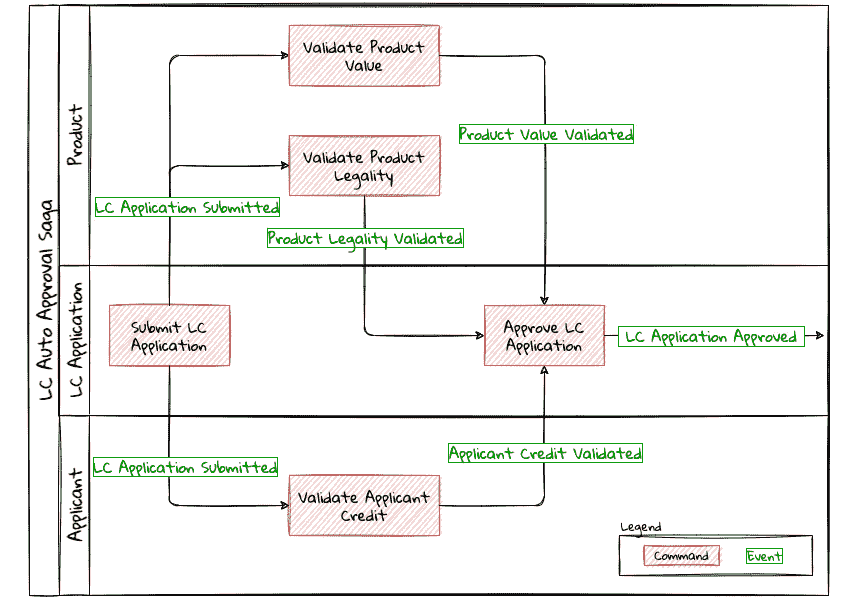 LC Auto Approval Saga
Product
Validate Product
Value
Product Value Validated
Validate Product
Legality
LC Application Submitted
Product Legality Validated
LC Application
Submit LC
Application
Approve LC
Application
LC Application Approved
Applicant
LC Application Submitted
Applicant Credit Validated
Validate Applicant
Credit
Legend
Command
Event